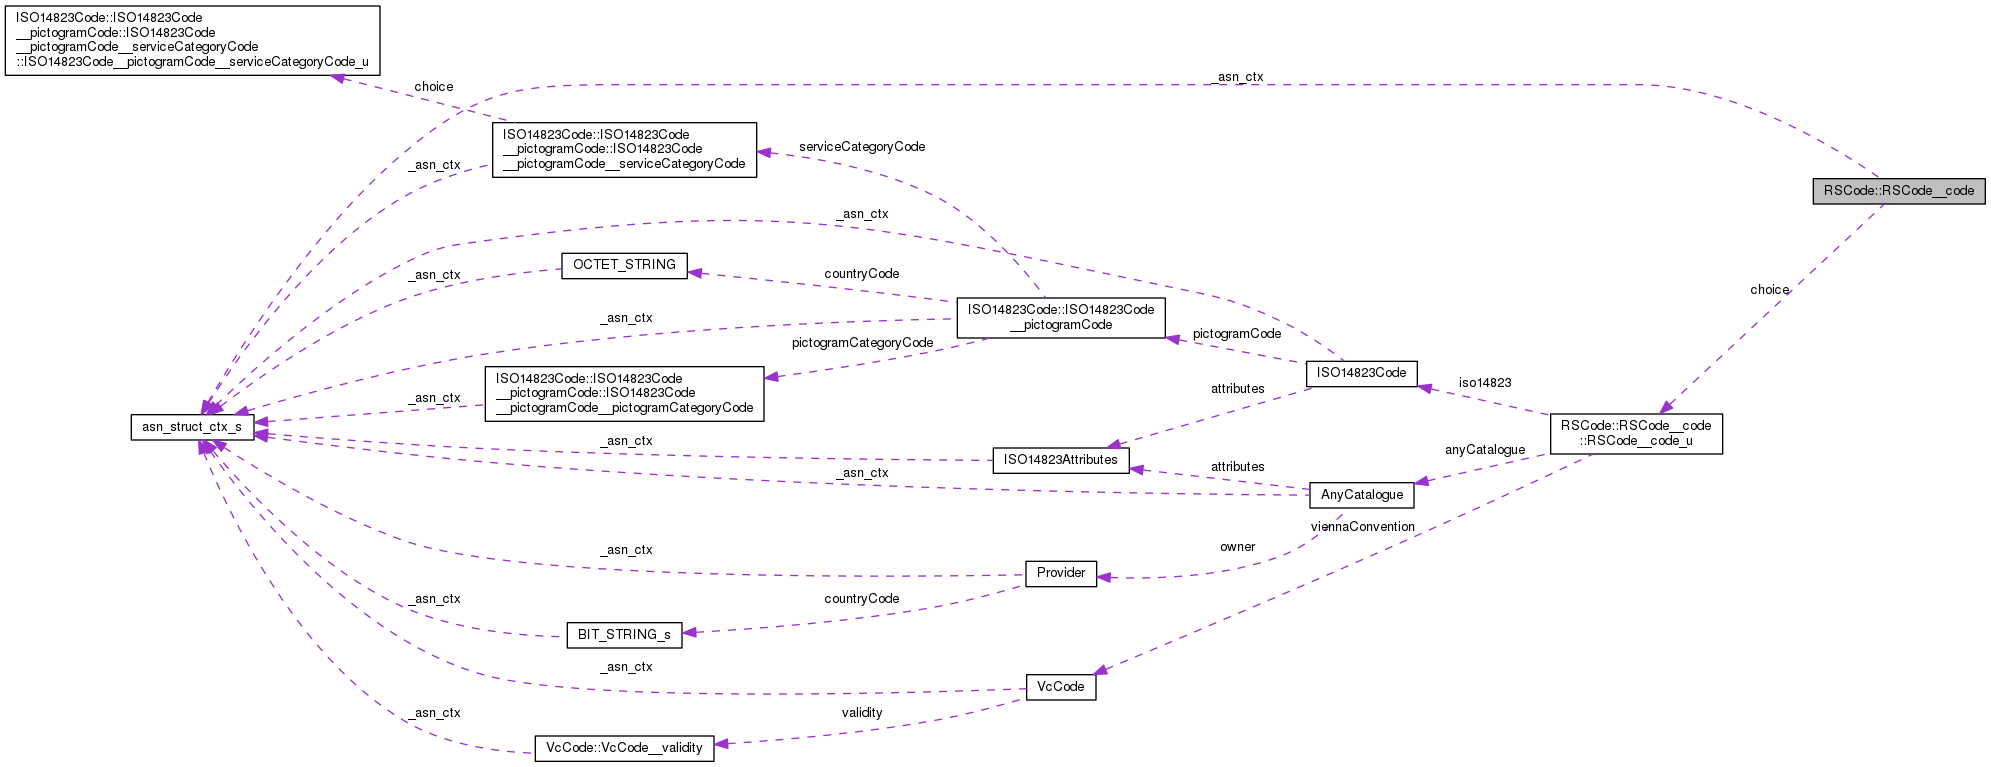 ISO14823Code::ISO14823Code
__pictogramCode::ISO14823Code
__pictogramCode__serviceCategoryCode
::ISO14823Code__pictogramCode__serviceCategoryCode_u
choice
_asn_ctx
ISO14823Code::ISO14823Code
__pictogramCode::ISO14823Code
__pictogramCode__serviceCategoryCode
serviceCategoryCode
_asn_ctx
RSCode::RSCode__code
_asn_ctx
OCTET_STRING
_asn_ctx
countryCode
choice
ISO14823Code::ISO14823Code
__pictogramCode
_asn_ctx
pictogramCode
pictogramCategoryCode
ISO14823Code::ISO14823Code
__pictogramCode::ISO14823Code
__pictogramCode__pictogramCategoryCode
_asn_ctx
ISO14823Code
attributes
iso14823
asn_struct_ctx_s
RSCode::RSCode__code
::RSCode__code_u
_asn_ctx
ISO14823Attributes
anyCatalogue
_asn_ctx
attributes
AnyCatalogue
viennaConvention
_asn_ctx
owner
Provider
_asn_ctx
countryCode
BIT_STRING_s
_asn_ctx
VcCode
_asn_ctx
validity
VcCode::VcCode__validity